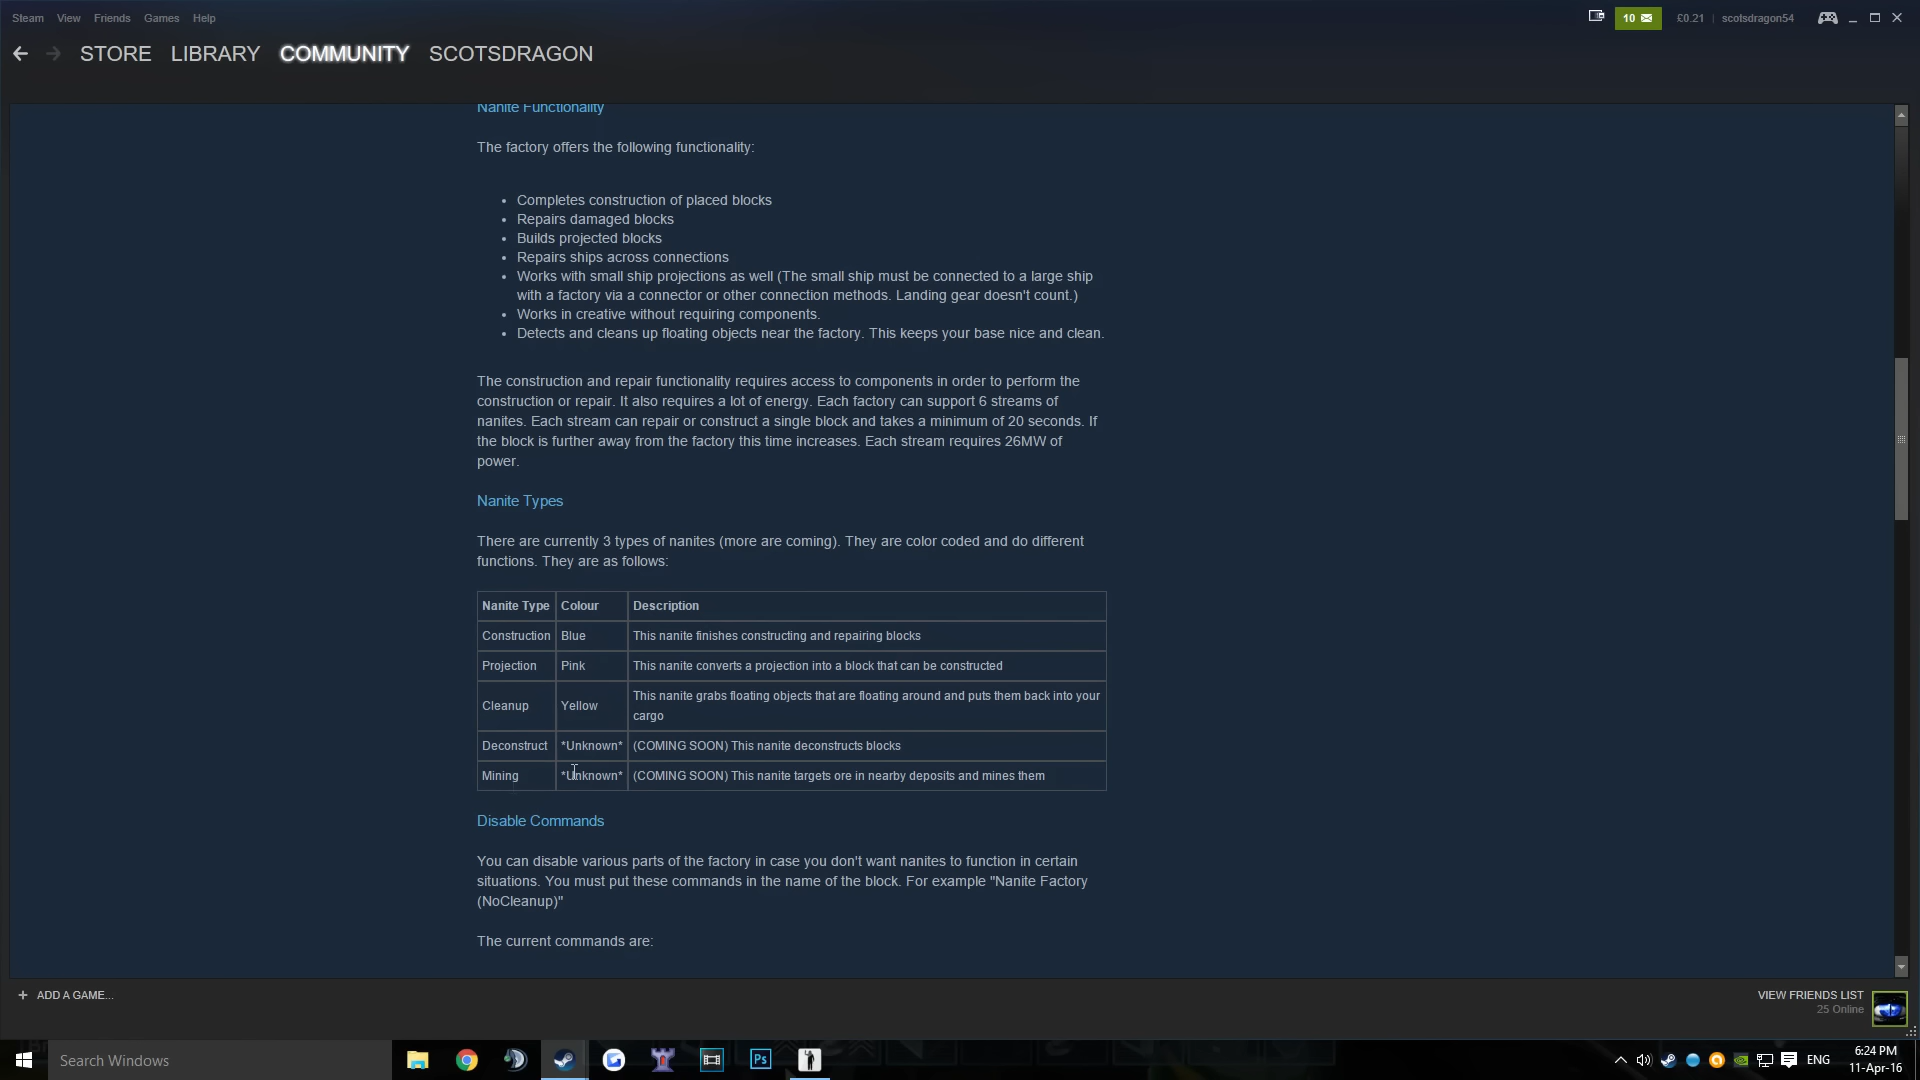 Steam View Friends Games Help
10 £0.21 scotsdragon54
STORE LIBRARY COMMUNITY SCOTSDRAGON
Nanite Functionality
The factory offers the following functionality:
• Completes construction of placed blocks
• Repairs damaged blocks
• Builds projected blocks
• Repairs ships across connections
• Works with small ship projections as well (The small ship must be connected to a large ship
with a factory via a connector or other connection methods. Landing gear doesn't count.)
• Works in creative without requiring components.
• Detects and cleans up floating objects near the factory. This keeps your base nice and clean.
The construction and repair functionality requires access to components in order to perform the
construction or repair. It also requires a lot of energy. Each factory can support 6 streams of
nanites. Each stream can repair or construct a single block and takes a minimum of 20 seconds. If
the block is further away from the factory this time increases. Each stream requires 26MW of
power.
Nanite Types
There are currently 3 types of nanites (more are coming). They are color coded and do different
functions. They are as follows:
Nanite Type Colour Description
Construction Blue This nanite finishes constructing and repairing blocks
Projection Pink This nanite converts a projection into a block that can be constructed
Cleanup Yellow This nanite grabs floating objects that are floating around and puts them back into your
cargo
Deconstruct *Unknown* (COMING SOON) This nanite deconstructs blocks
Mining *Unknown* (COMING SOON) This nanite targets ore in nearby deposits and mines them
Disable Commands
You can disable various parts of the factory in case you don't want nanites to function in certain
situations. You must put these commands in the name of the block. For example "Nanite Factory
(NoCleanup)"
The current commands are:
+ ADD A GAME...
VIEW FRIENDS LIST
25 Online
Search Windows
Ps
ENG
6:24 PM
11-Apr-16